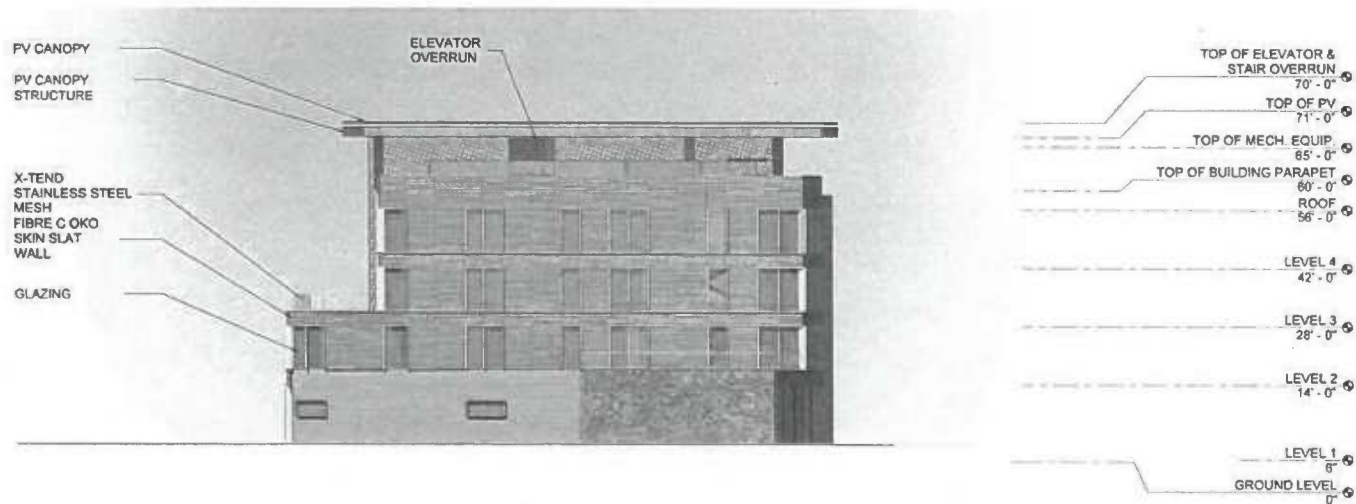 PV CANOPY
PV CANOPY
STRUCTURE
X-TEND
STAINLESS STEEL
MESH
FIBRE C OKO
SKIN SLAT
WALL
GLAZING
ELEVATOR
OVERRUN
TOP OF ELEVATOR &
STAIR OVERRUN
70' - 0"
TOP OF PV
71' - 0"
TOP OF MECH. EQUIP.
65' - 0"
TOP OF BUILDING PARAPET
60' - 0"
ROOF
56' - 0"
LEVEL 4
42' - 0"
LEVEL 3
28' - 0"
LEVEL 2
14' - 0"
LEVEL 1
6"
GROUND LEVEL
0"